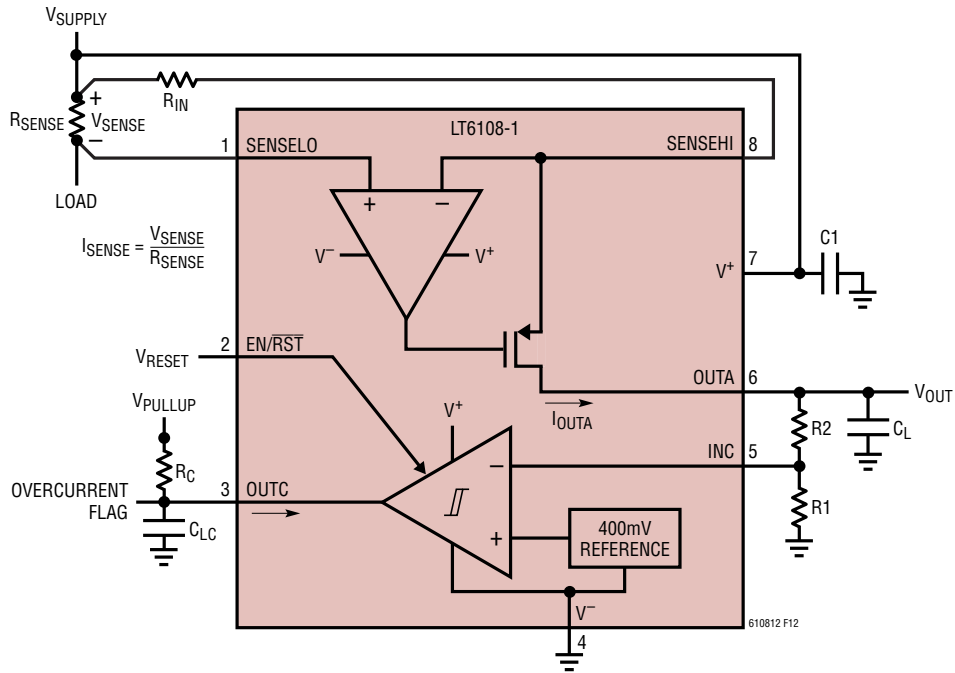 VSUPPLY
+
RIN
RSENSE
VSENSE
−
LOAD
ISENSE = VSENSE
RSENSE
LT6108-1
1
SENSELO
SENSEHI
8
+
−
V−
V+
C1
7
V+
2
EN/RST
VRESET
OUTA
6
VOUT
IOUTA
VPULLUP
V+
R2
CL
RC
INC
5
−
OVERCURRENT
FLAG
3
OUTC
R1
CLC
+
400mV
REFERENCE
V−
4
610812 F12